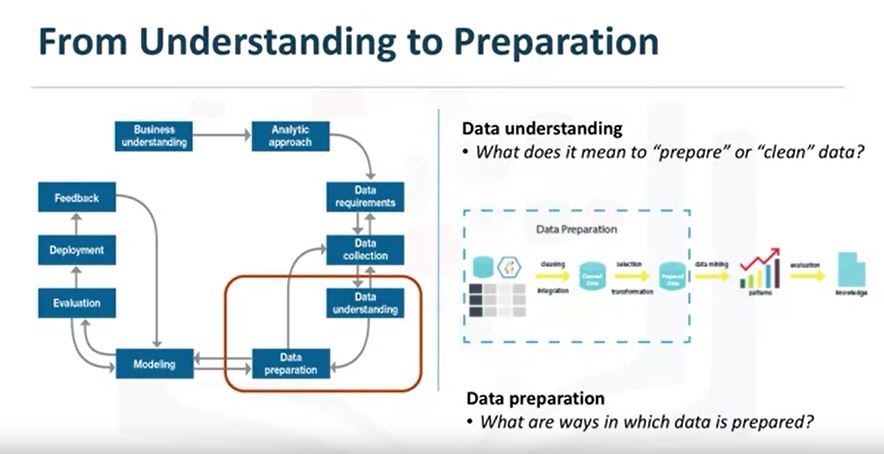 From Understanding to Preparation
Business
understanding
Analytic
approach
Feedback
Data
requirements
Deployment
Data
collection
Evaluation
Data
understanding
Modeling
Data
preparation
Data understanding
• What does it mean to “prepare” or “clean” data?
Data Preparation
cleaning
integration
Cleaned
Data
selection
transformation
Prepared
Data
data mining
patterns
evaluation
knowledge
Data preparation
• What are ways in which data is prepared?